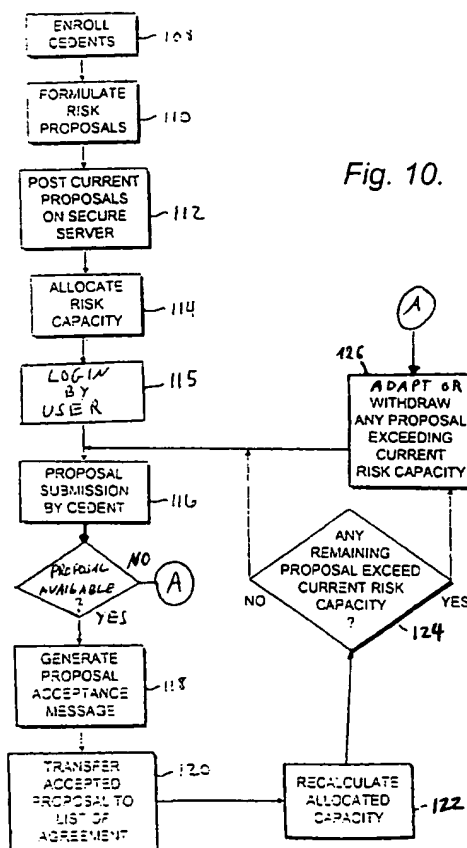 ENROLL
CEDENTS
108
FORMULATE
RISK
PROPOSALS
110
POST CURRENT
PROPOSALS
ON SECURE
SERVER
112
Fig. 10.
ALLOCATE
RISK
CAPACITY
114
LOGIN
BY
USER
115
PROPOSAL
SUBMISSION
BY CEDENT
116
PROPOSAL
AVAILABLE
?
NO
A
YES
GENERATE
PROPOSAL
ACCEPTANCE
MESSAGE
118
TRANSFER
ACCEPTED
PROPOSAL TO
LIST OF
AGREEMENT
120
RECALCULATE
ALLOCATED
CAPACITY
122
ANY
REMAINING
PROPOSAL EXCEED
CURRENT RISK
CAPACITY
?
NO
YES
124
A
126
ADAPT OR
WITHDRAW
ANY PROPOSAL
EXCEEDING
CURRENT
RISK CAPACITY